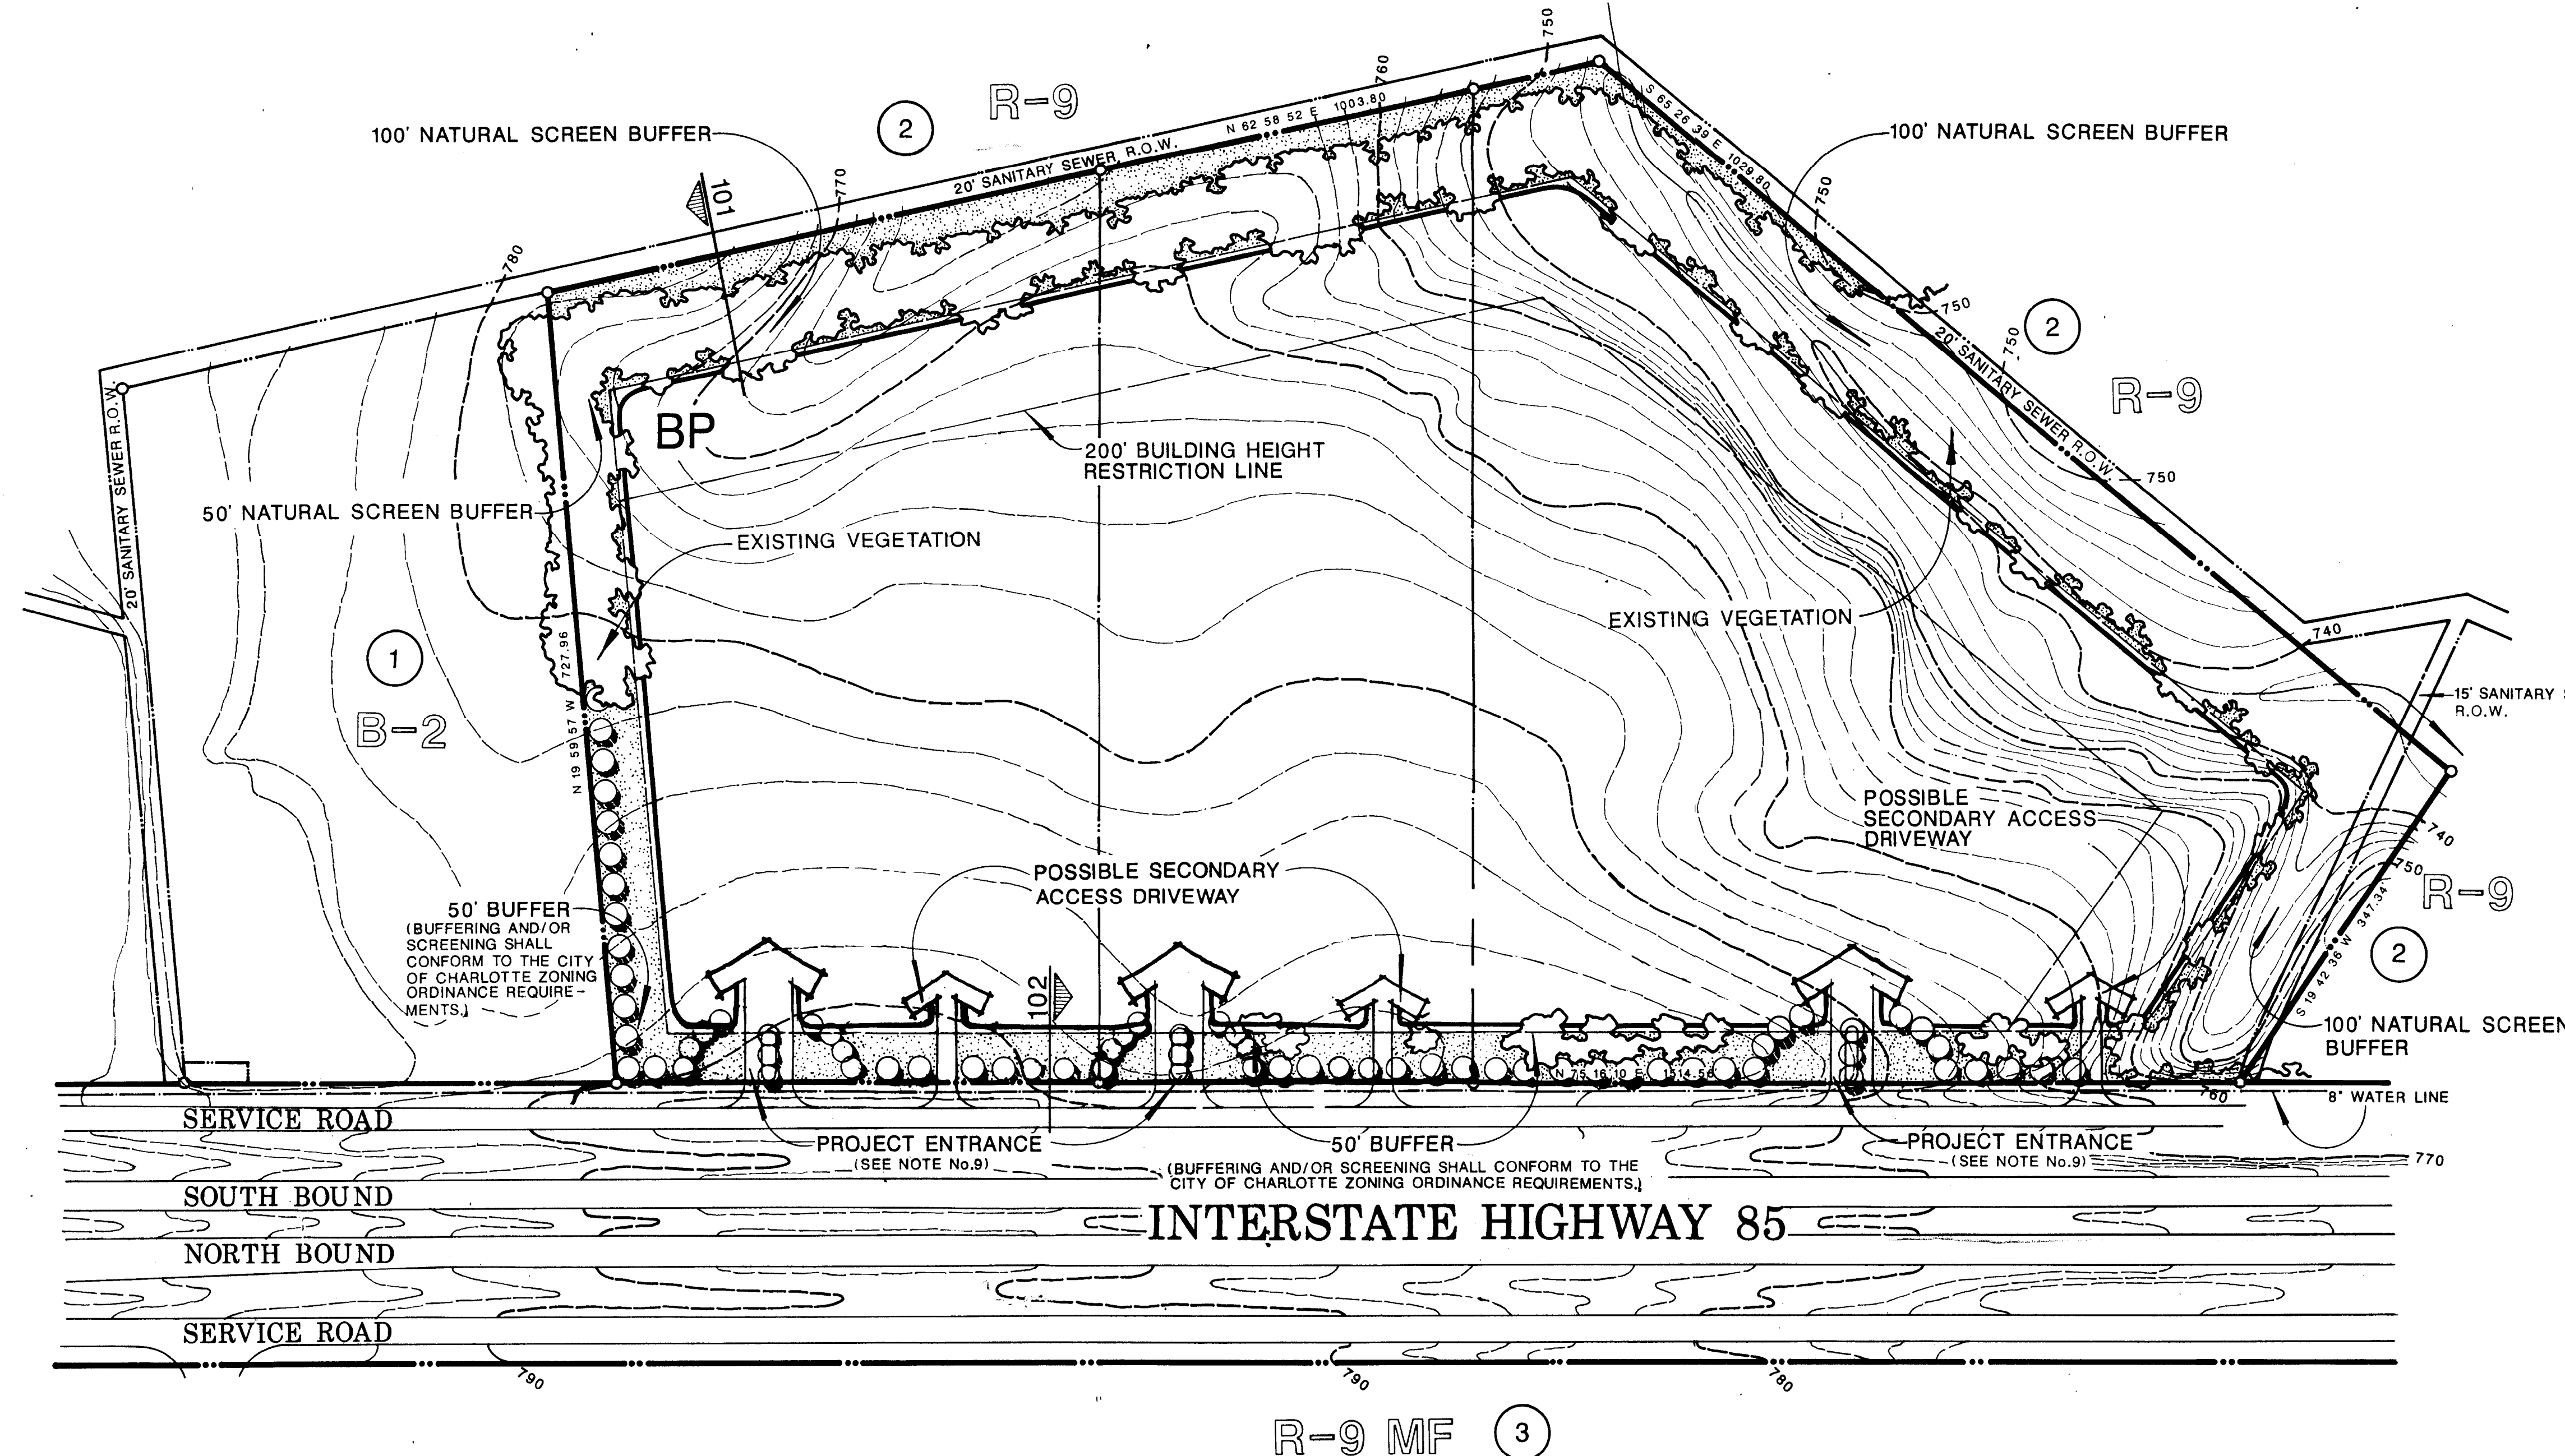 750
760
R-9
2
N 62 58 52 E 1003.80
100' NATURAL SCREEN BUFFER
S 65 26 39 E 1029.80
100' NATURAL SCREEN BUFFER
20' SANITARY SEWER, R.O.W.
101
770
750
780
750
2
750
20' SANITARY SEWER R.O.W.
R-9
BP
200' BUILDING HEIGHT
RESTRICTION LINE
750
20' SANITARY SEWER R.O.W.
50' NATURAL SCREEN BUFFER
EXISTING VEGETATION
EXISTING VEGETATION
740
1
B-2
N 19 59 57 W 727.96
15' SANITARY
R.O.W.
POSSIBLE
SECONDARY ACCESS
DRIVEWAY
740
750
R-9
2
S 19 42 36 W 347.34'
POSSIBLE SECONDARY
ACCESS DRIVEWAY
50' BUFFER
(BUFFERING AND/OR
SCREENING SHALL
CONFORM TO THE CITY
OF CHARLOTTE ZONING
ORDINANCE REQUIRE-
MENTS.)
102
100' NATURAL SCREEN
BUFFER
N 75 16 10 E 1514.56
760
8" WATER LINE
SERVICE ROAD
PROJECT ENTRANCE
(SEE NOTE No.9)
50' BUFFER
(BUFFERING AND/OR SCREENING SHALL CONFORM TO THE
CITY OF CHARLOTTE ZONING ORDINANCE REQUIREMENTS.)
PROJECT ENTRANCE
(SEE NOTE No.9)
770
SOUTH BOUND
INTERSTATE HIGHWAY 85
NORTH BOUND
SERVICE ROAD
790
790
780
R-9 MF
3